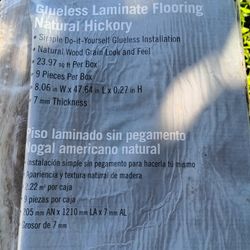 Glueless Laminate Flooring
Natural Hickory
• Simple Do-it-Yourself Glueless Installation
• Natural Wood Grain Look and Feel
• 23.97 sq ft Per Box
• 9 Pieces Per Box
• 8.06 in W x 47.64 in L x 0.27 in H
• 7 mm Thickness
Piso laminado sin pegamento
Nogal americano natural
Instalación simple sin pegamento para hacerla tú mismo
Apariencia y textura natural de madera
2.22 m² por caja
9 piezas por caja
205 mm AN x 1210 mm LA x 7 mm AL
Grosor de 7 mm